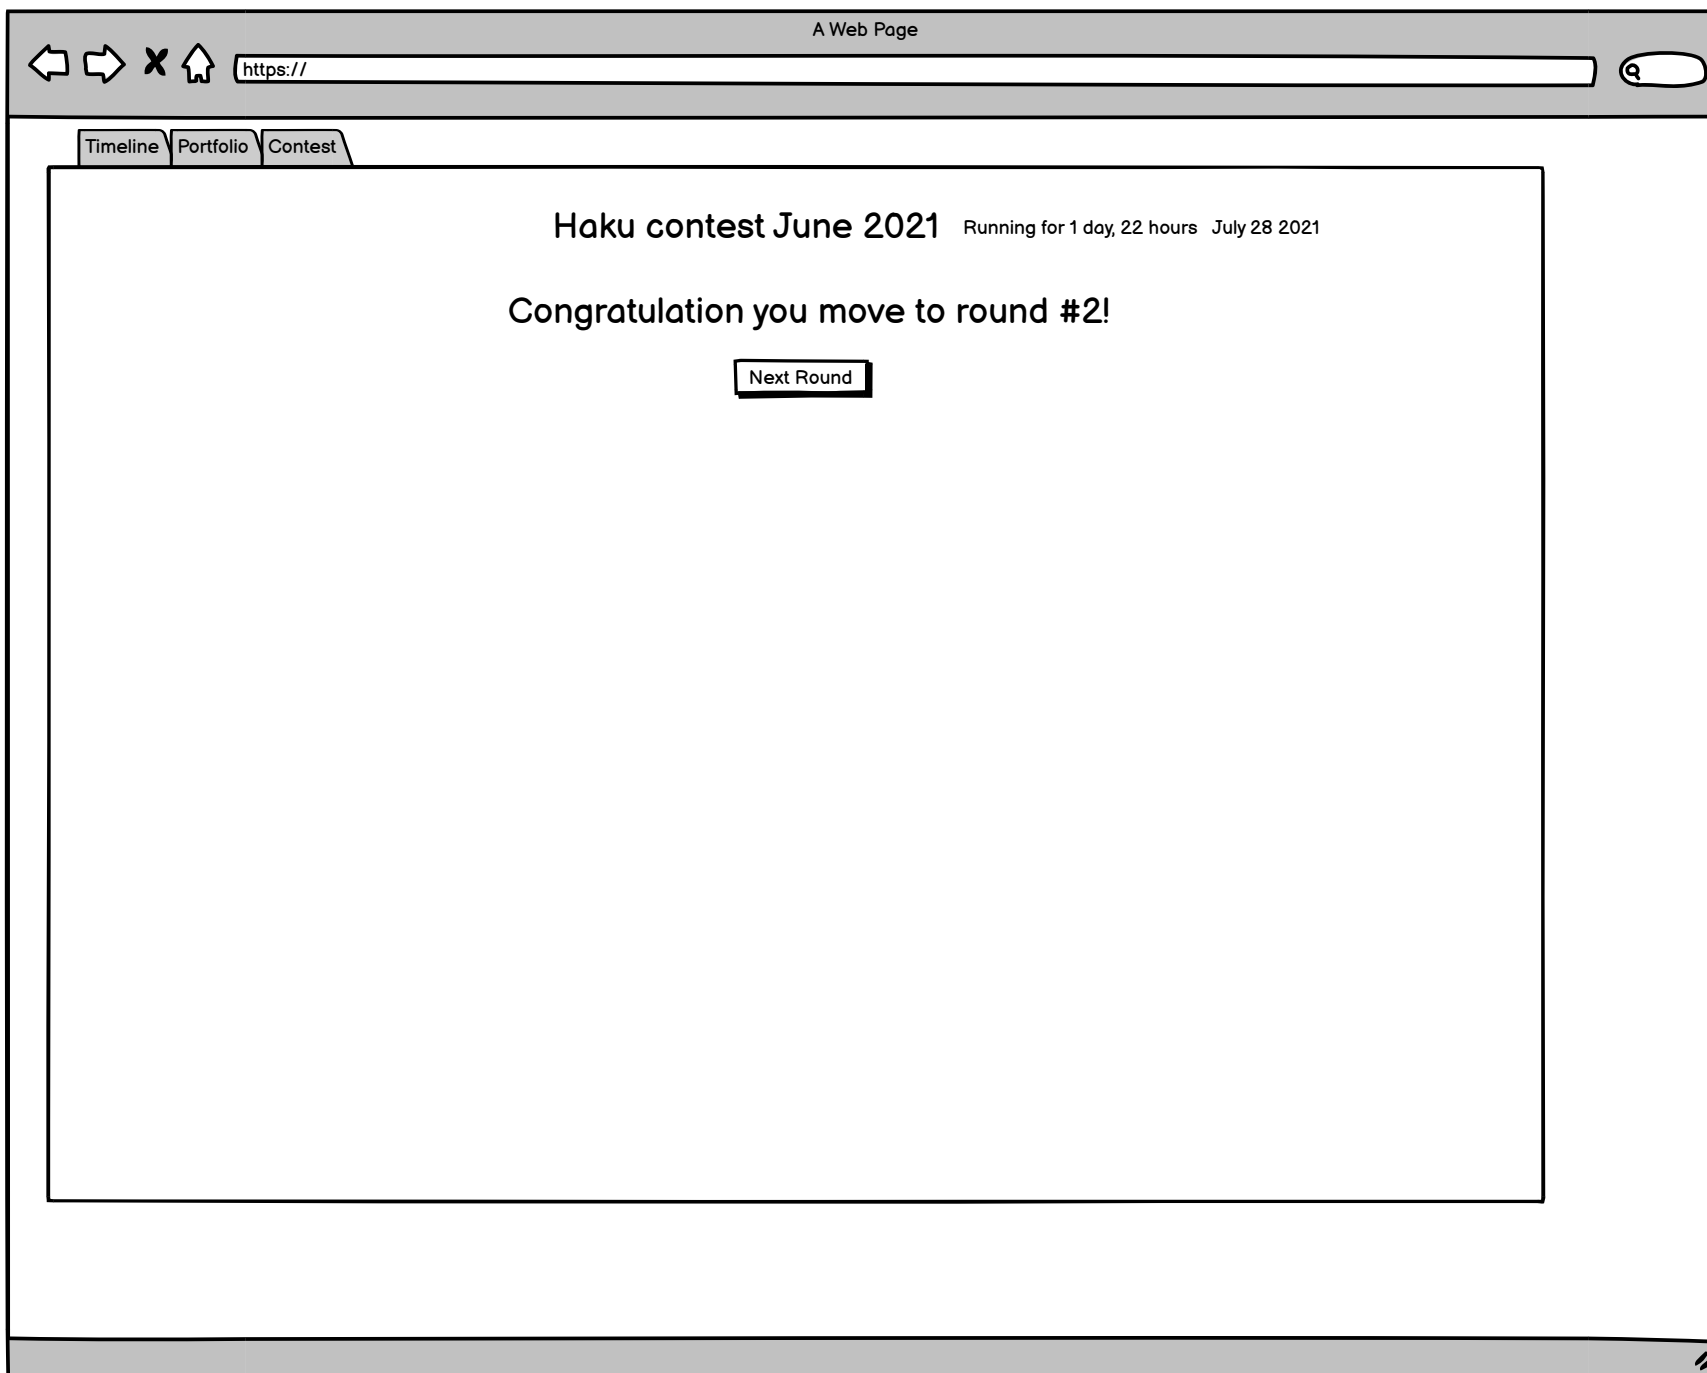 A Web Page
https://
Timeline Portfolio Contest
Haku contest June 2021 Running for 1 day, 22 hours July 28 2021
Congratulation you move to round #2!
Next Round